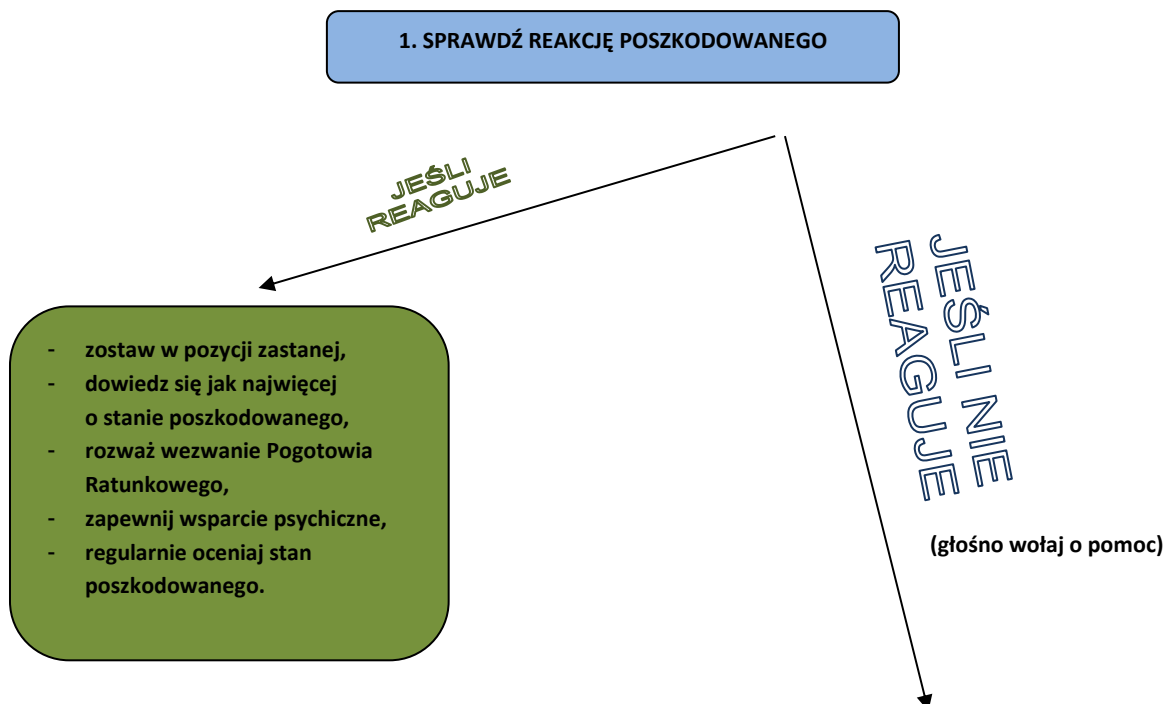 1. SPRAWDŹ REAKCJĘ POSZKODOWANEGO
JEŚLI
REAGUJE
- zostaw w pozycji zastanej,
- dowiedz się jak najwięcej
o stanie poszkodowanego,
- rozważ wezwanie Pogotowia
Ratunkowego,
- zapewnij wsparcie psychiczne,
- regularnie oceniaj stan
poszkodowanego.
JEŚLI NIE
REAGUJE
(głośno wołaj o pomoc)